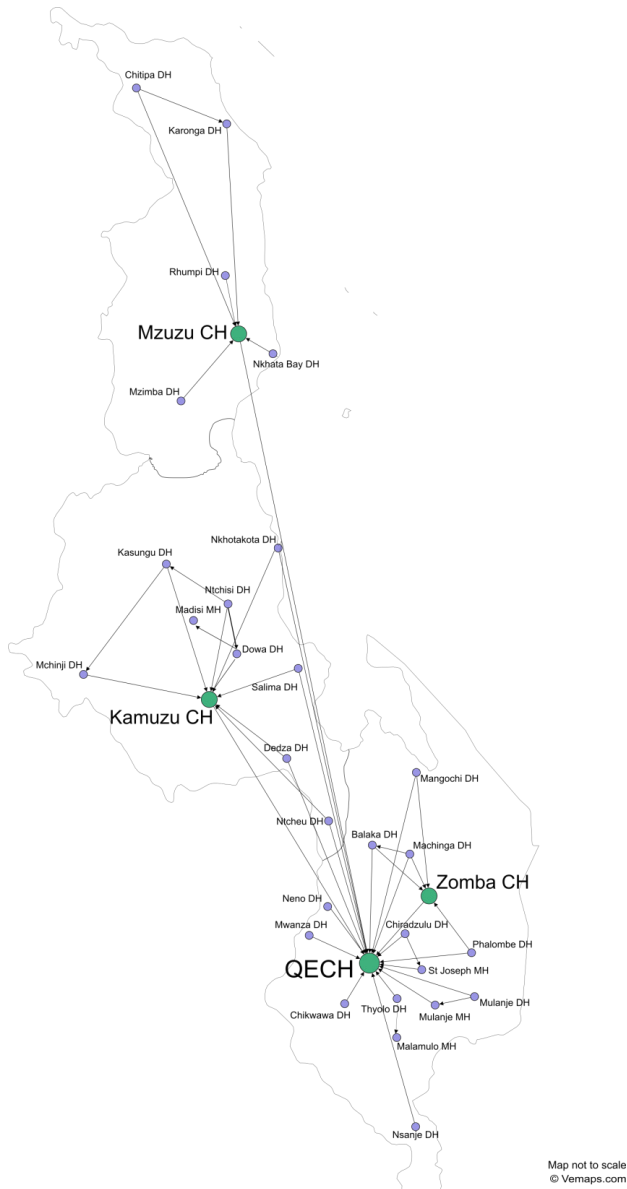 Chitipa DH
Karonga DH
Rhumpi DH
Mzuzu CH
Nkhata Bay DH
Mzimba DH
Nkhotakota DH
Kasungu DH
Ntchisi DH
Madisi MH
Dowa DH
Mchinji DH
Salima DH
Kamuzu CH
Dedza DH
Mangochi DH
Ntcheu DH
Balaka DH
Machinga DH
Zomba CH
Neno DH
Mwanza DH
Chiradzulu DH
Phalombe DH
QECH
St Joseph MH
Mulanje DH
Chikwawa DH
Thyolo DH
Mulanje MH
Malamulo MH
Nsanje DH
Map not to scale
© Vemaps.com